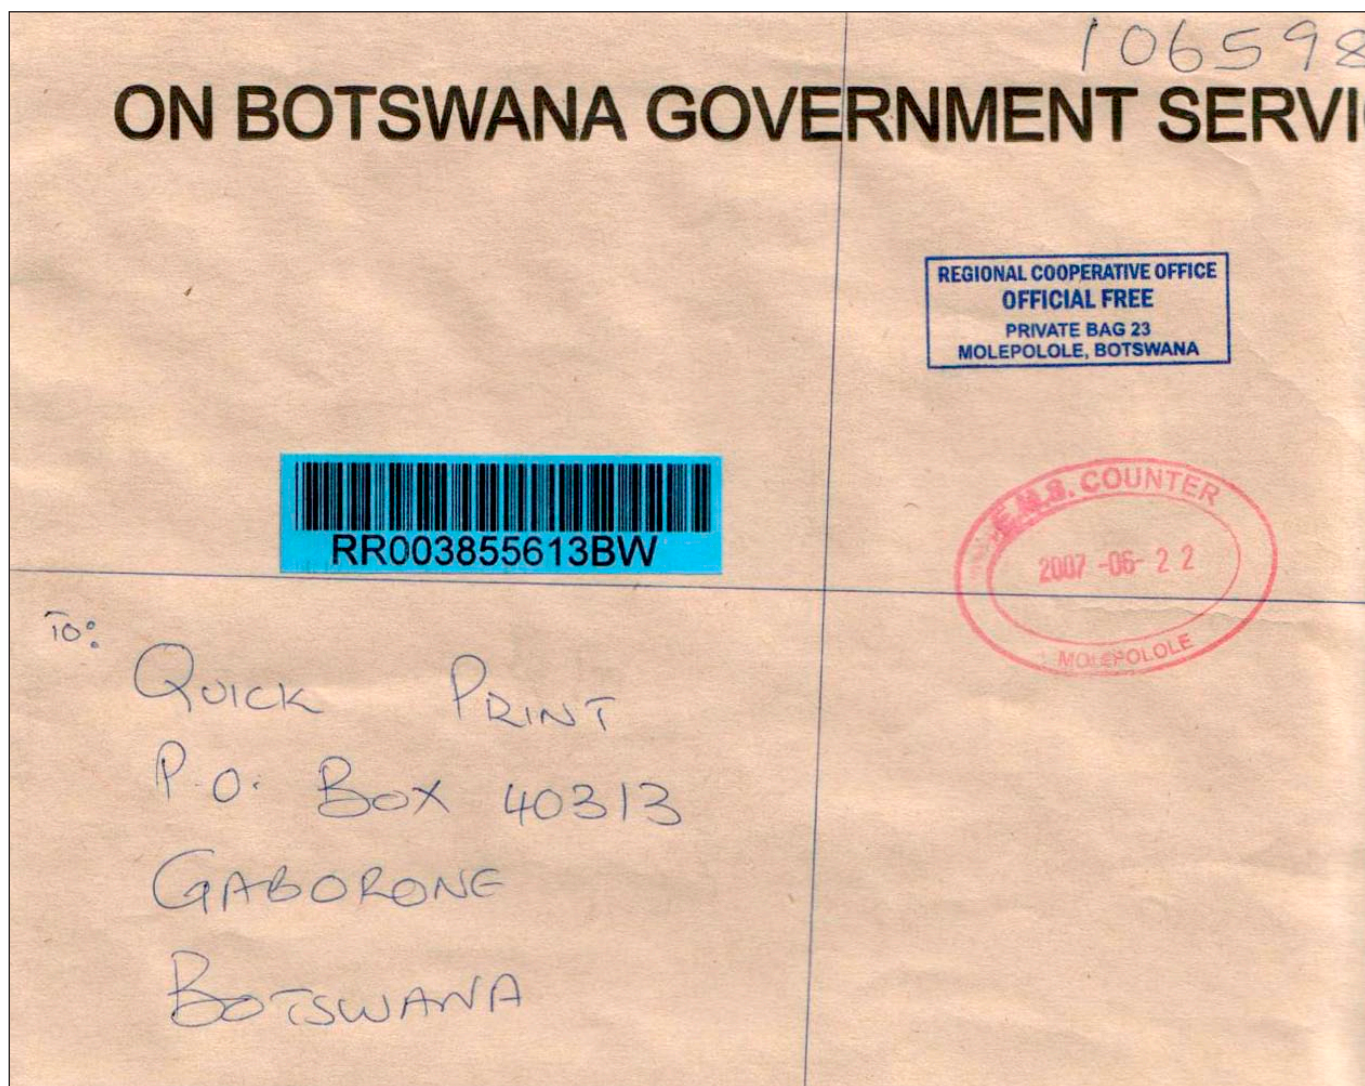 106598
ON BOTSWANA GOVERNMENT SERVI
REGIONAL COOPERATIVE OFFICE
OFFICIAL FREE
PRIVATE BAG 23
MOLEPOLOLE, BOTSWANA
RR003855613BW
E.M.S. COUNTER
2007 -06- 2 2
MOLEPOLOLE
To:
QUICK PRINT
P.O. BOX 40313
GABORONE
BOTSWANA